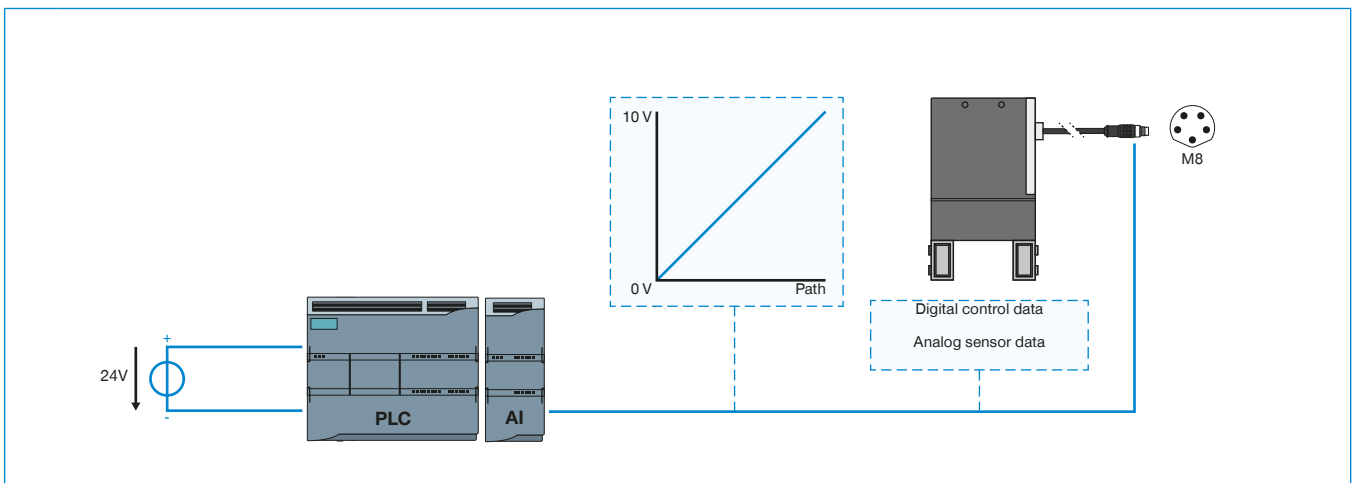 10 V
0 V
Path
M8
Digital control data
Analog sensor data
+
24V
-
PLC
AI